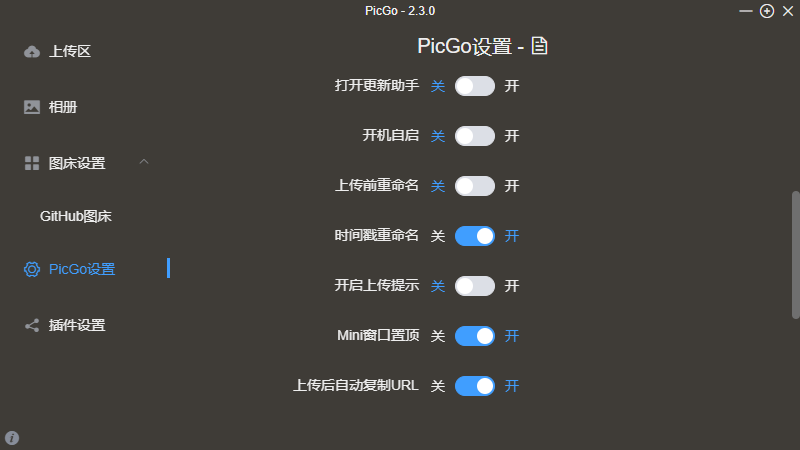 PicGo - 2.3.0
上传区
相册
图床设置
GitHub图床
PicGo设置
插件设置
PicGo设置 -
打开更新助手 关 开
开机自启 关 开
上传前重命名 关 开
时间戳重命名 关 开
开启上传提示 关 开
Mini窗口置顶 关 开
上传后自动复制URL 关 开